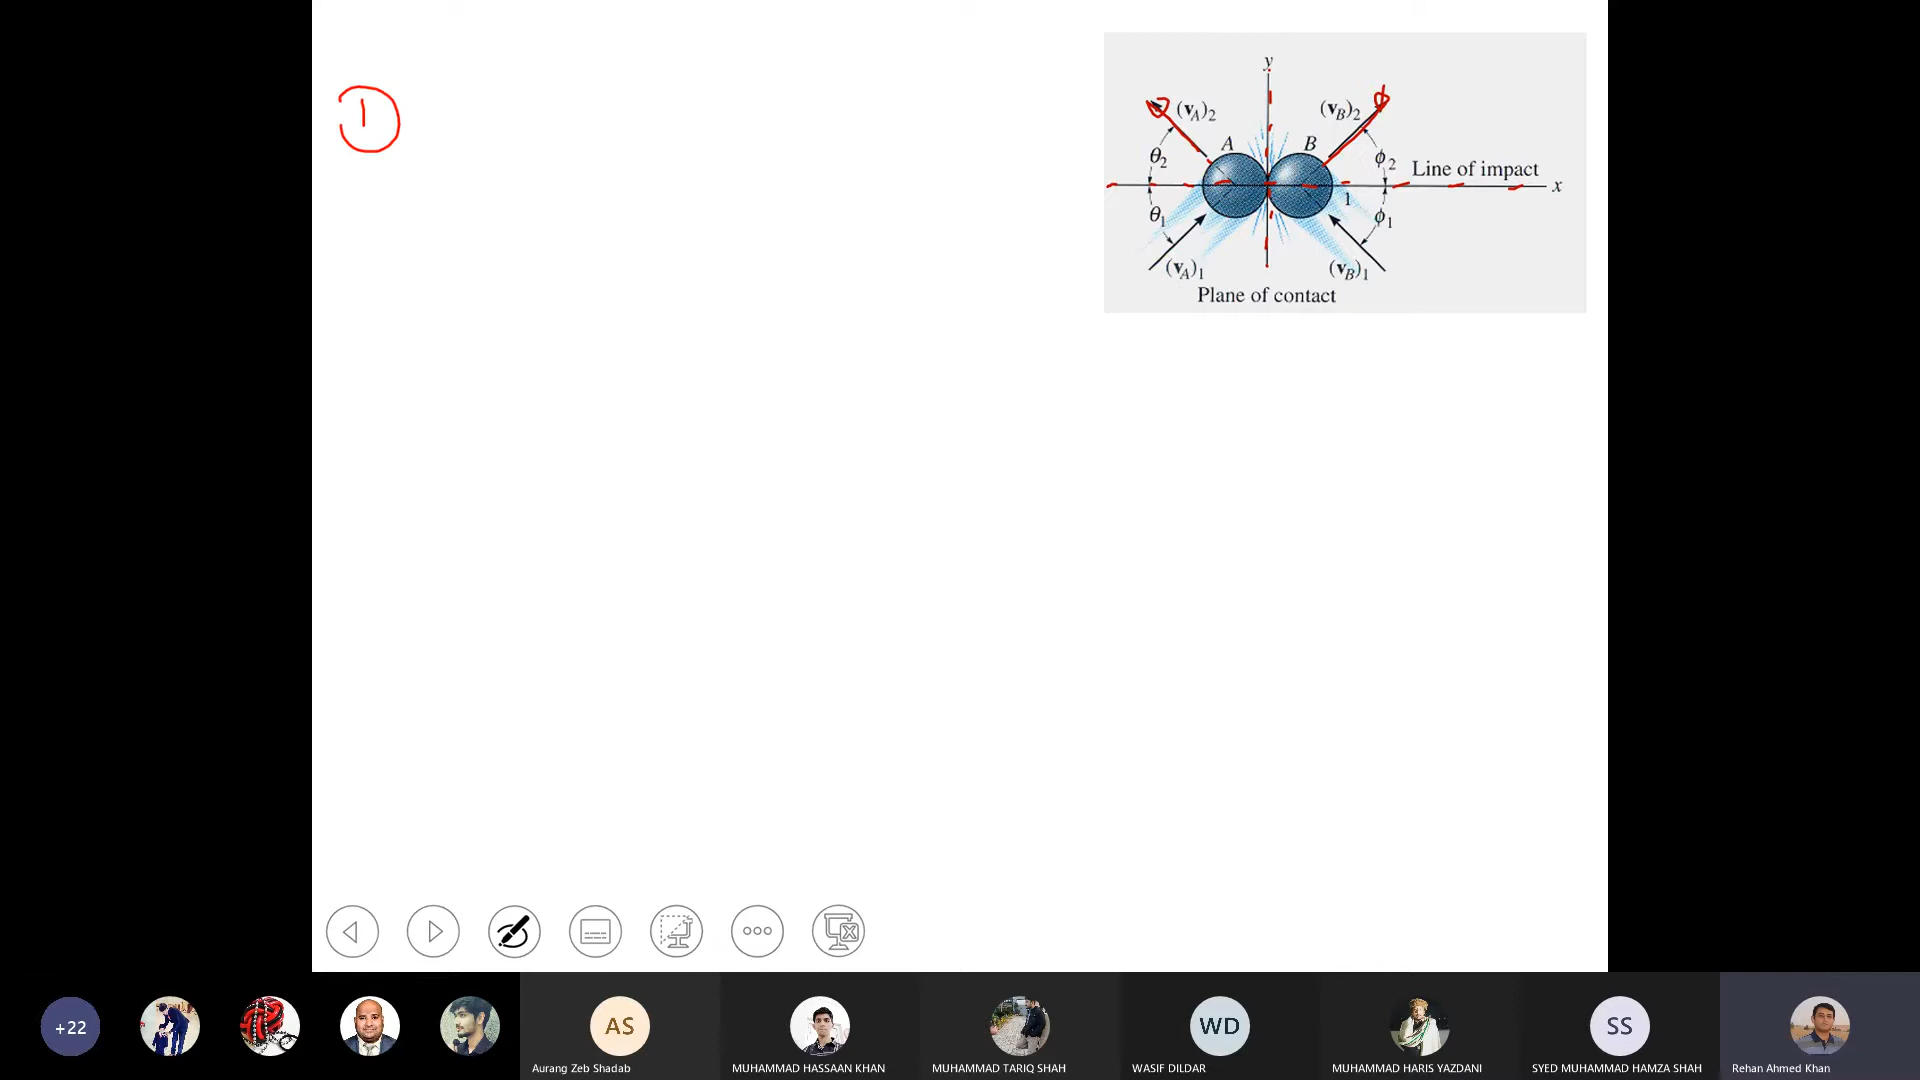 1
y
(vA)2
(vB)2
A
B
θ2
ϕ2
Line of impact
x
1
θ1
ϕ1
(vA)1
(vB)1
Plane of contact
+22
AS
WD
SS
Aurang Zeb Shadab
MUHAMMAD HASSAAN KHAN
MUHAMMAD TARIQ SHAH
WASIF DILDAR
MUHAMMAD HARIS YAZDANI
SYED MUHAMMAD HAMZA SHAH
Rehan Ahmed Khan